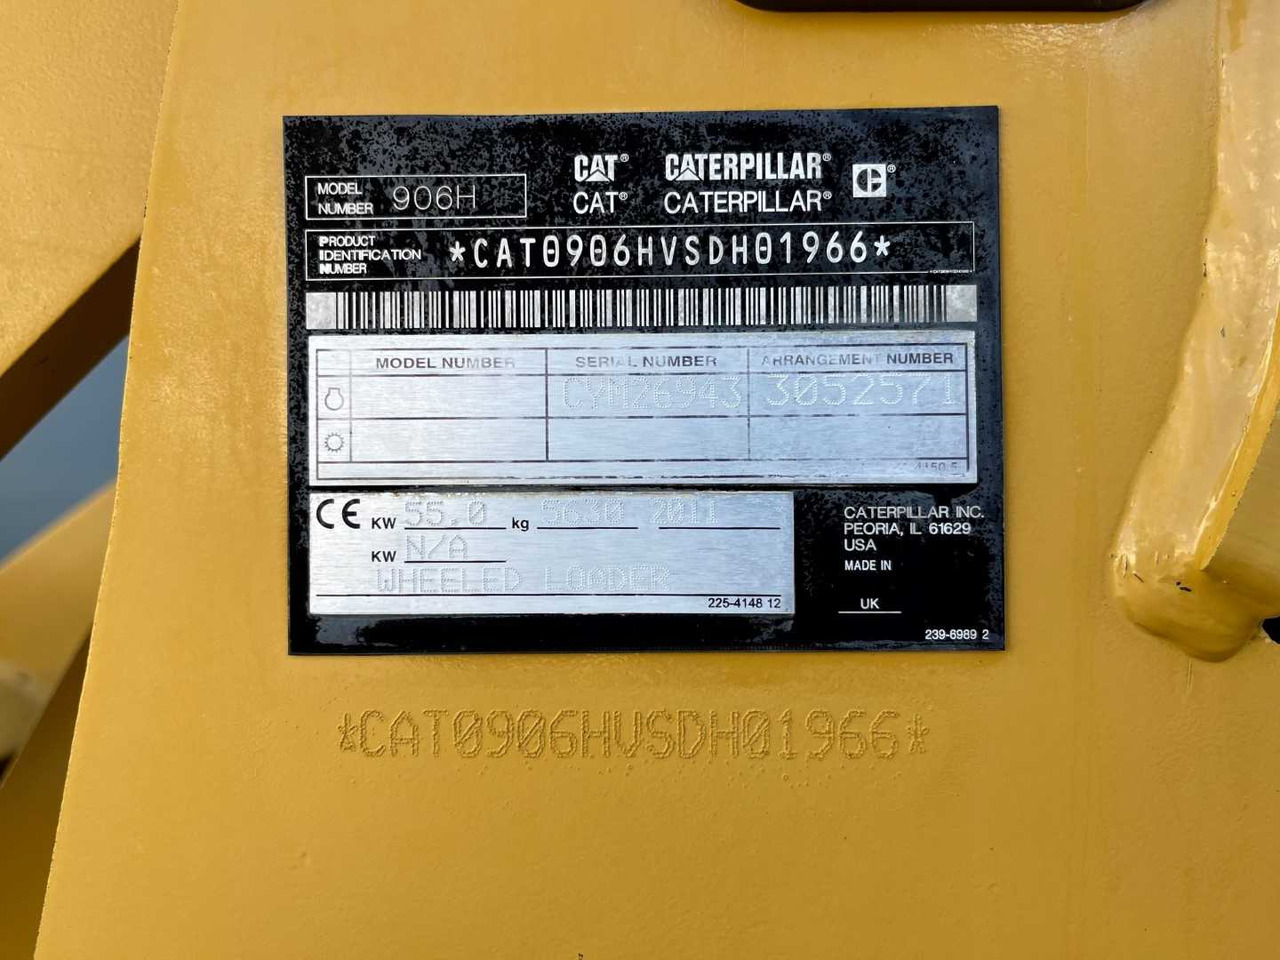 CAT® CATERPILLAR®
CAT® CATERPILLAR®
MODEL NUMBER 906H
PRODUCT IDENTIFICATION NUMBER *CAT0906HVSDH01966*
MODEL NUMBER SERIAL NUMBER ARRANGEMENT NUMBER
CYM26943 3052571
CE KW 55.0 kg 5630 2011
KW N/A
WHEELED LOADER
225-4148 12
CATERPILLAR INC.
PEORIA, IL 61629
USA
MADE IN
UK
239-6989 2
*CAT0906HVSDH01966*